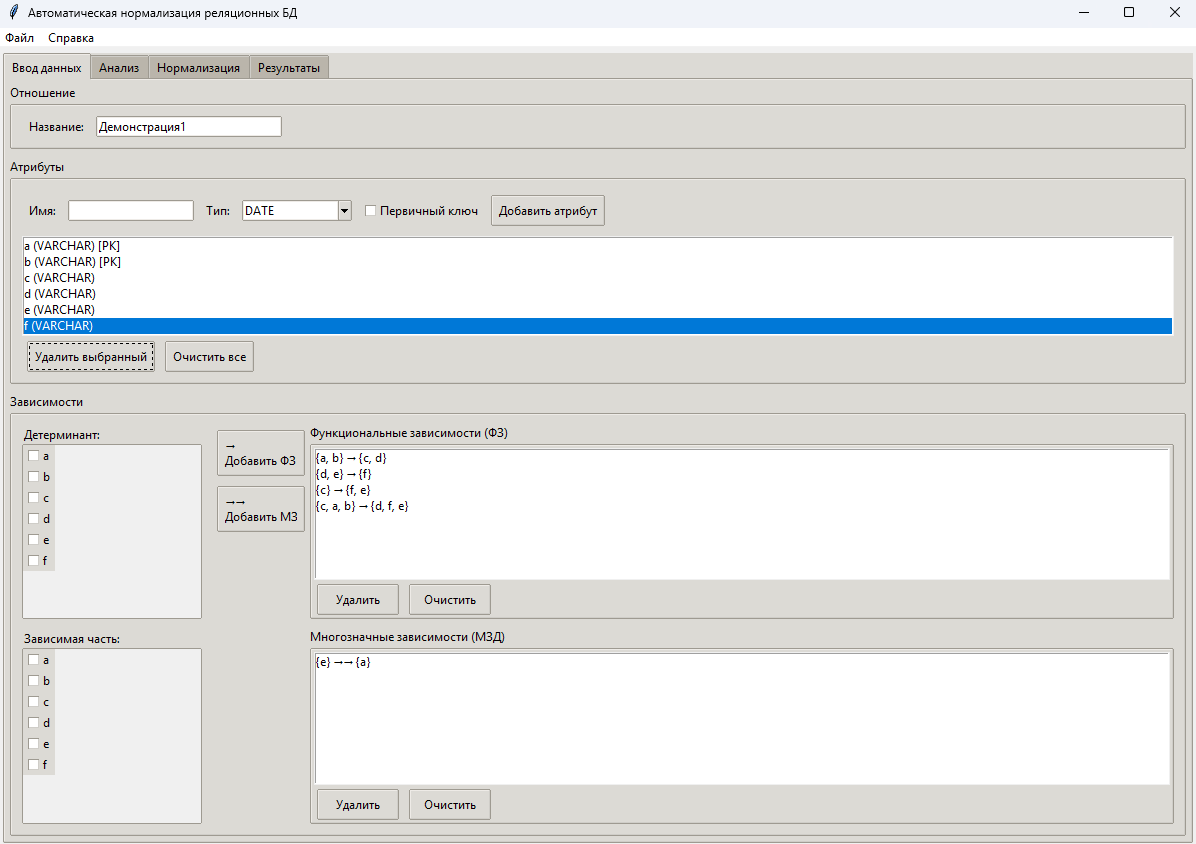 Автоматическая нормализация реляционных БД
Файл Справка
Ввод данных Анализ Нормализация Результаты
Отношение
Название: Демонстрация1
Атрибуты
Имя: Тип: DATE Первичный ключ Добавить атрибут
a (VARCHAR) [PK]
b (VARCHAR) [PK]
c (VARCHAR)
d (VARCHAR)
e (VARCHAR)
f (VARCHAR)
Удалить выбранный Очистить все
Зависимости
Детерминант:
a
b
c
d
e
f
→
Добавить ФЗ
→→
Добавить МЗ
Функциональные зависимости (ФЗ)
{a, b} → {c, d}
{d, e} → {f}
{c} → {f, e}
{c, a, b} → {d, f, e}
Удалить Очистить
Зависимая часть:
a
b
c
d
e
f
Многозначные зависимости (МЗД)
{e} →→ {a}
Удалить Очистить